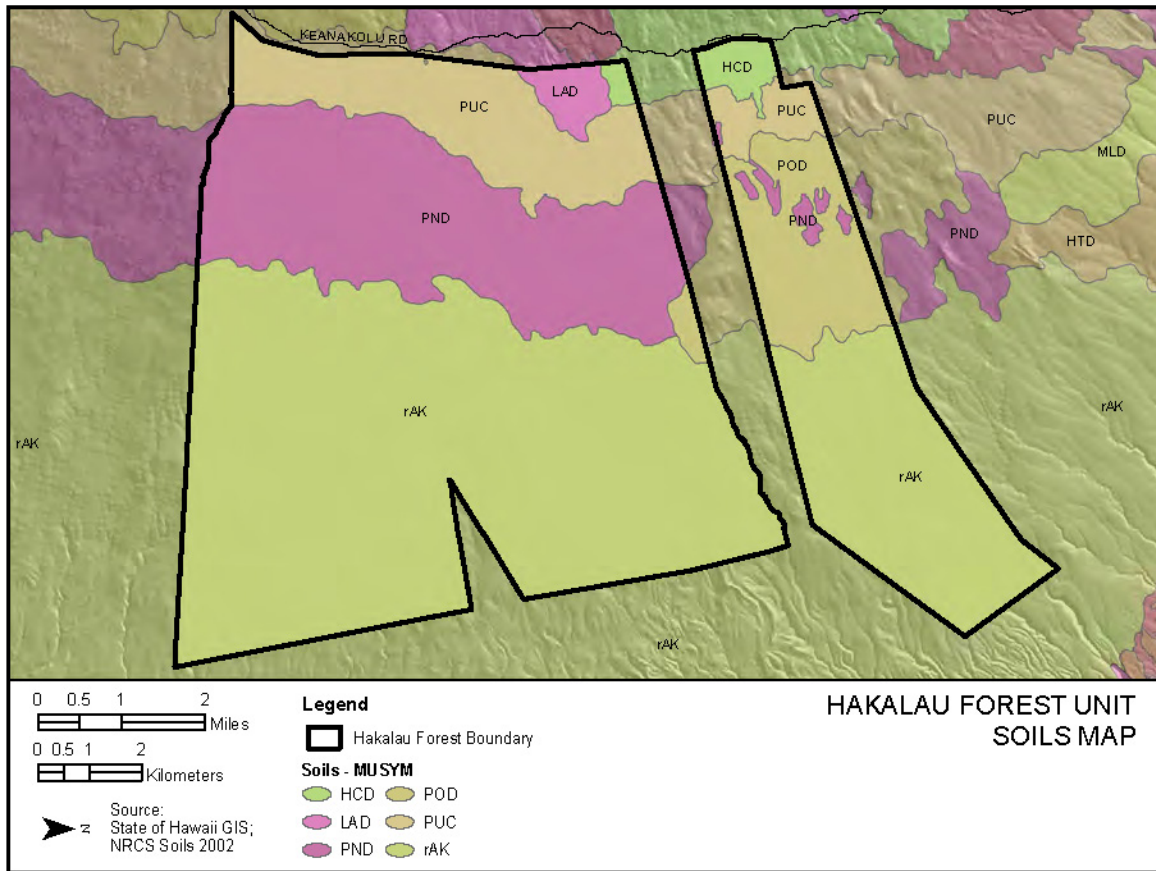 KEANAKOLU RD
HCD
LAD
PUC
PUC
PUC
MLD
POD
PND
PND
PND
HTD
rAK
rAK
rAK
rAK
rAK
0 0.5 1 2
Miles
0 0.5 1 2
Kilometers
N
Source:
State of Hawaii GIS;
NRCS Soils 2002
Legend
Hakalau Forest Boundary
Soils - MUSYM
HCD POD
LAD PUC
PND rAK
HAKALAU FOREST UNIT
SOILS MAP